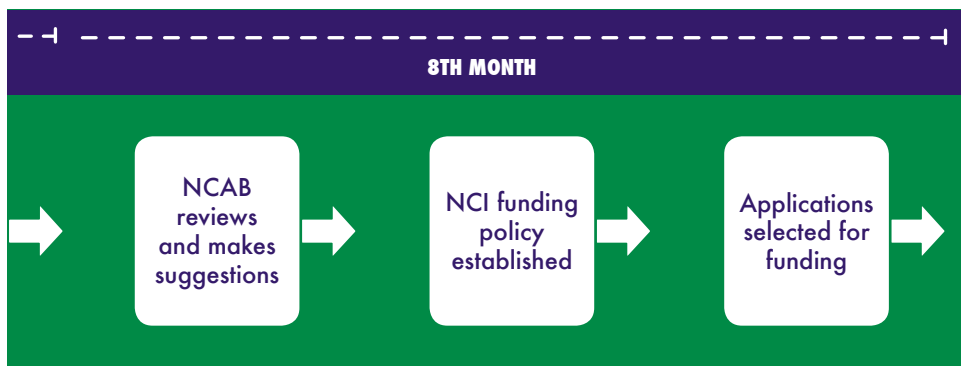 8TH MONTH
NCAB
reviews
and makes
suggestions
NCI funding
policy
established
Applications
selected for
funding